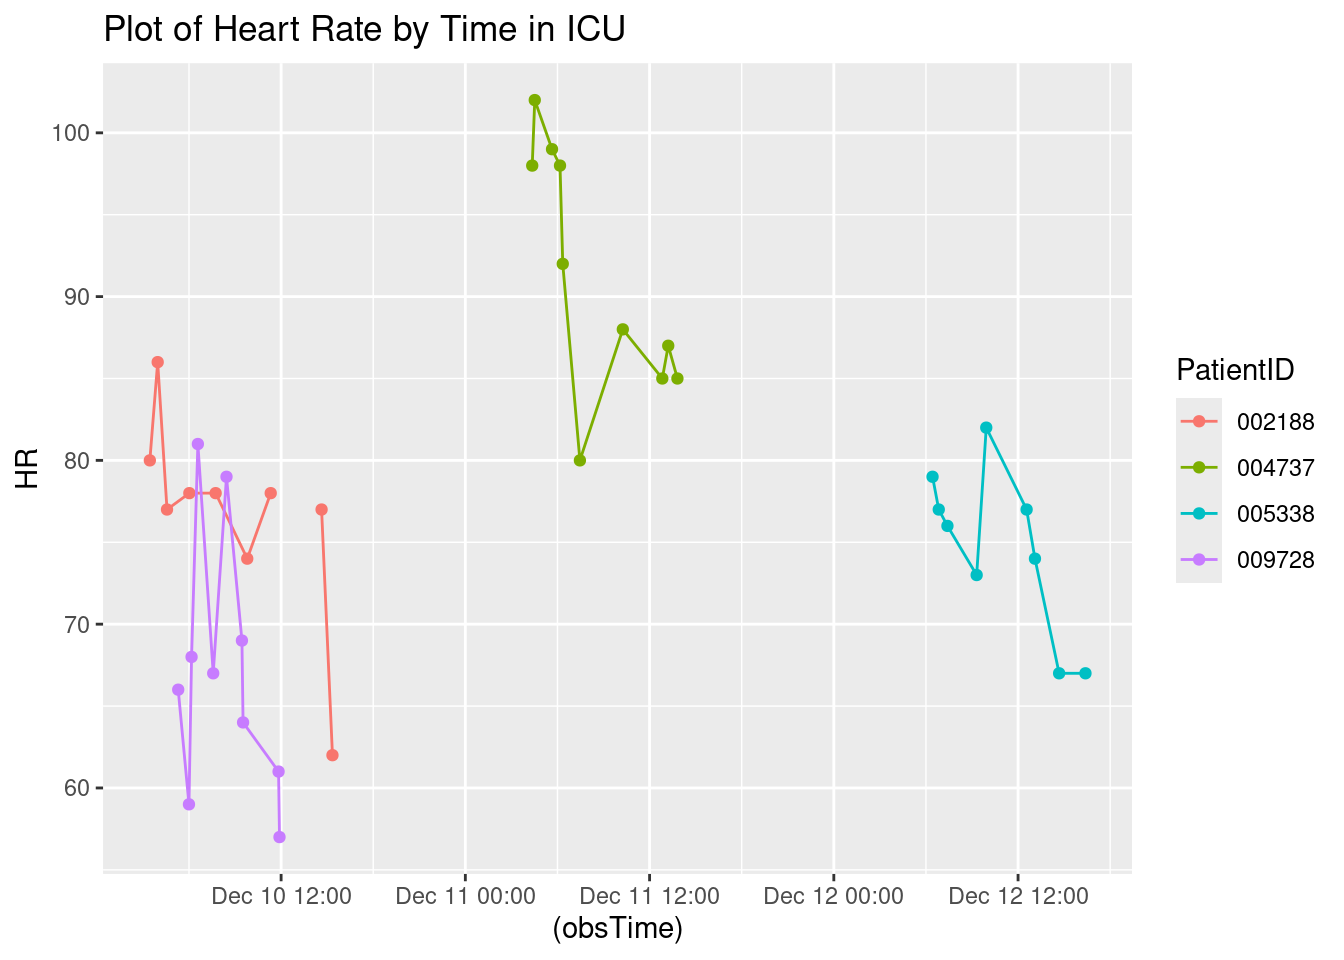 Plot of Heart Rate by Time in ICU
HR
100
90
80
70
60
Dec 10 12:00
Dec 11 00:00
Dec 11 12:00
Dec 12 00:00
Dec 12 12:00
(obsTime)
PatientID
002188
004737
005338
009728